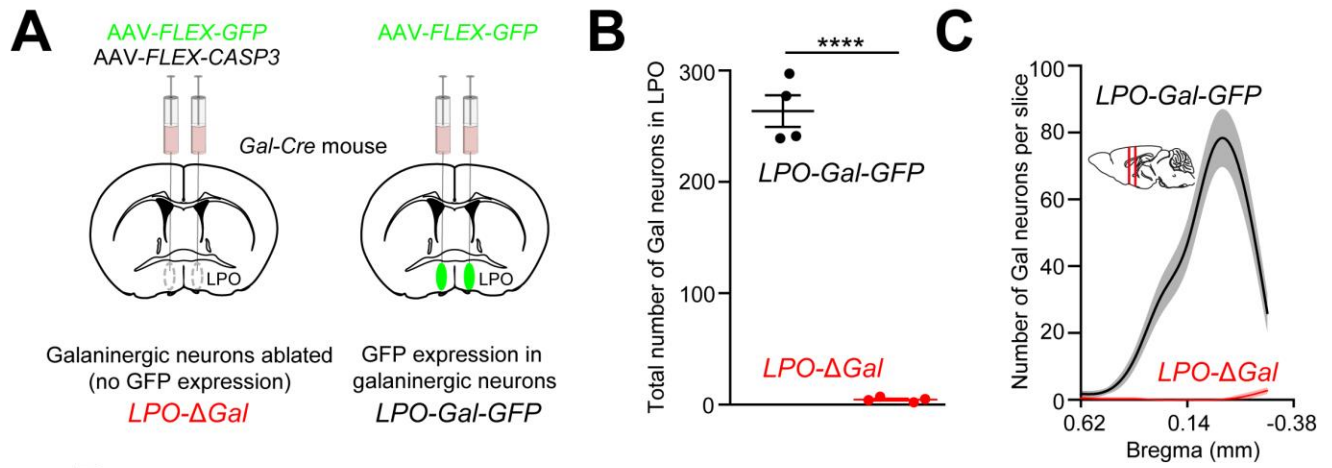 A
AAV-FLEX-GFP
AAV-FLEX-CASP3
AAV-FLEX-GFP
Gal-Cre mouse
LPO
LPO
Galaninergic neurons ablated
(no GFP expression)
LPO-ΔGal
GFP expression in
galaninergic neurons
LPO-Gal-GFP
B
****
Total number of Gal neurons in LPO
300
200
100
0
LPO-Gal-GFP
LPO-ΔGal
C
Number of Gal neurons per slice
100
80
60
40
20
0
LPO-Gal-GFP
LPO-ΔGal
0.62
0.14
-0.38
Bregma (mm)